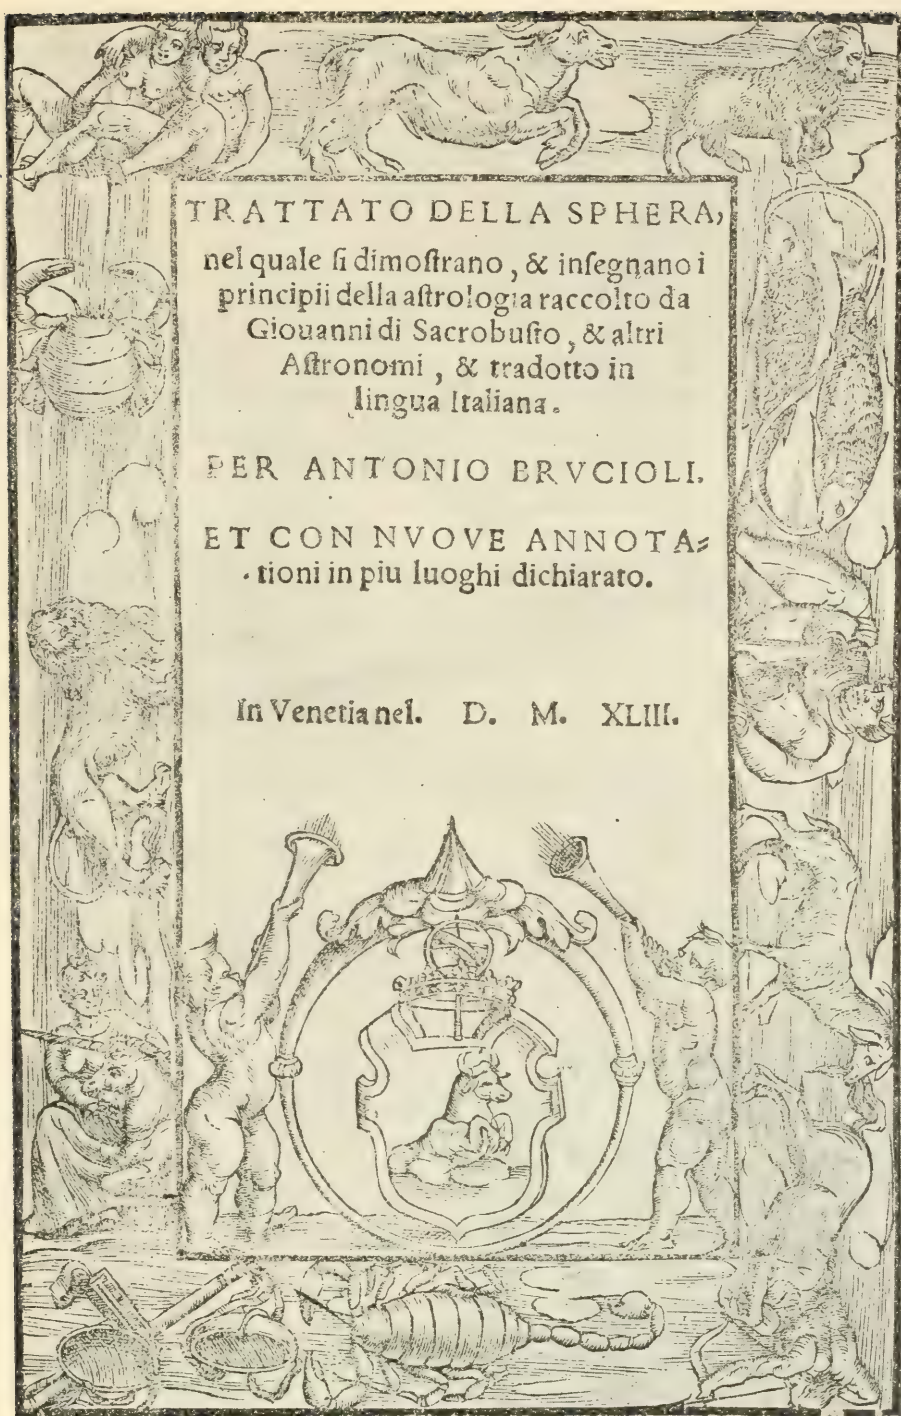 TRATTATO DELLA SPHERA,
nel quale ſi dimoſtrano, & inſegnano i
principii della aſtrologia raccolto da
Giouanni di Sacrobuſto, & altri
Aſtronomi, & tradotto in
lingua Italiana.
PER ANTONIO BRVCIOLI.
ET CON NVOVE ANNOTA⸗
tioni in piu luoghi dichiarato.
In Venetia nel. D. M. XLIII.